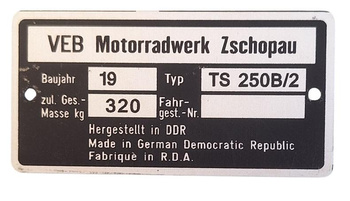 VEB Motorradwerk Zschopau
Baujahr 19 Typ TS 250B/2
zul. Ges.- Masse kg 320 Fahr- gest.-Nr.
Hergestellt in DDR
Made in German Democratic Republic
Fabriqué in R.D.A.